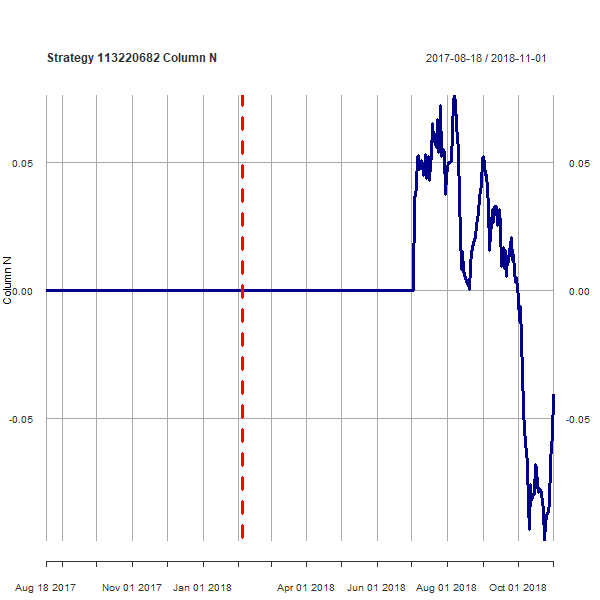 Strategy 113220682 Column N
2017-08-18 / 2018-11-01
0.05
0.05
Column N
0.00
0.00
-0.05
-0.05
Aug 18 2017
Nov 01 2017
Jan 01 2018
Apr 01 2018
Jun 01 2018
Aug 01 2018
Oct 01 2018